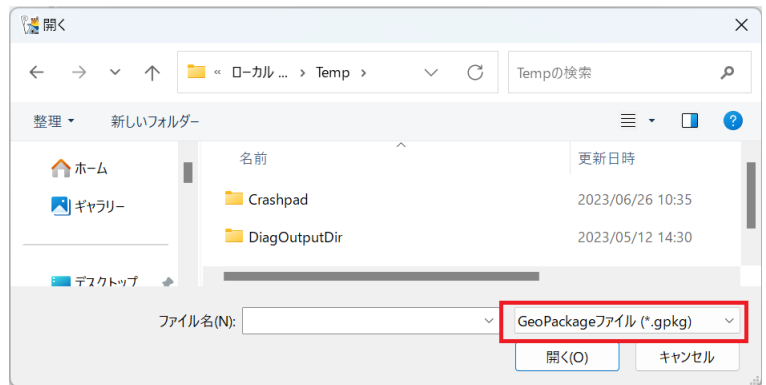 開く
« ローカル ... › Temp ›
Tempの検索
整理
新しいフォルダー
名前
更新日時
ホーム
ギャラリー
Crashpad
2023/06/26 10:35
DiagOutputDir
2023/05/12 14:30
デスクトップ
ファイル名(N):
GeoPackageファイル (*.gpkg)
開く(O)
キャンセル